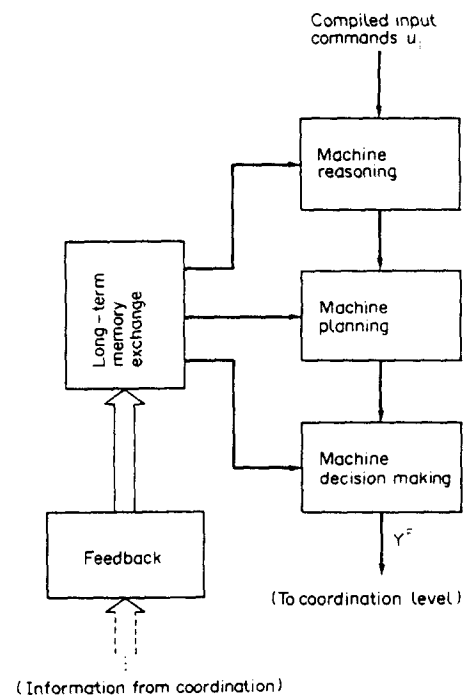 Compiled input
commands uⱼ
Machine
reasoning
Long-term
memory
exchange
Machine
planning
Machine
decision making
Feedback
Y
(To coordination level)
(Information from coordination)